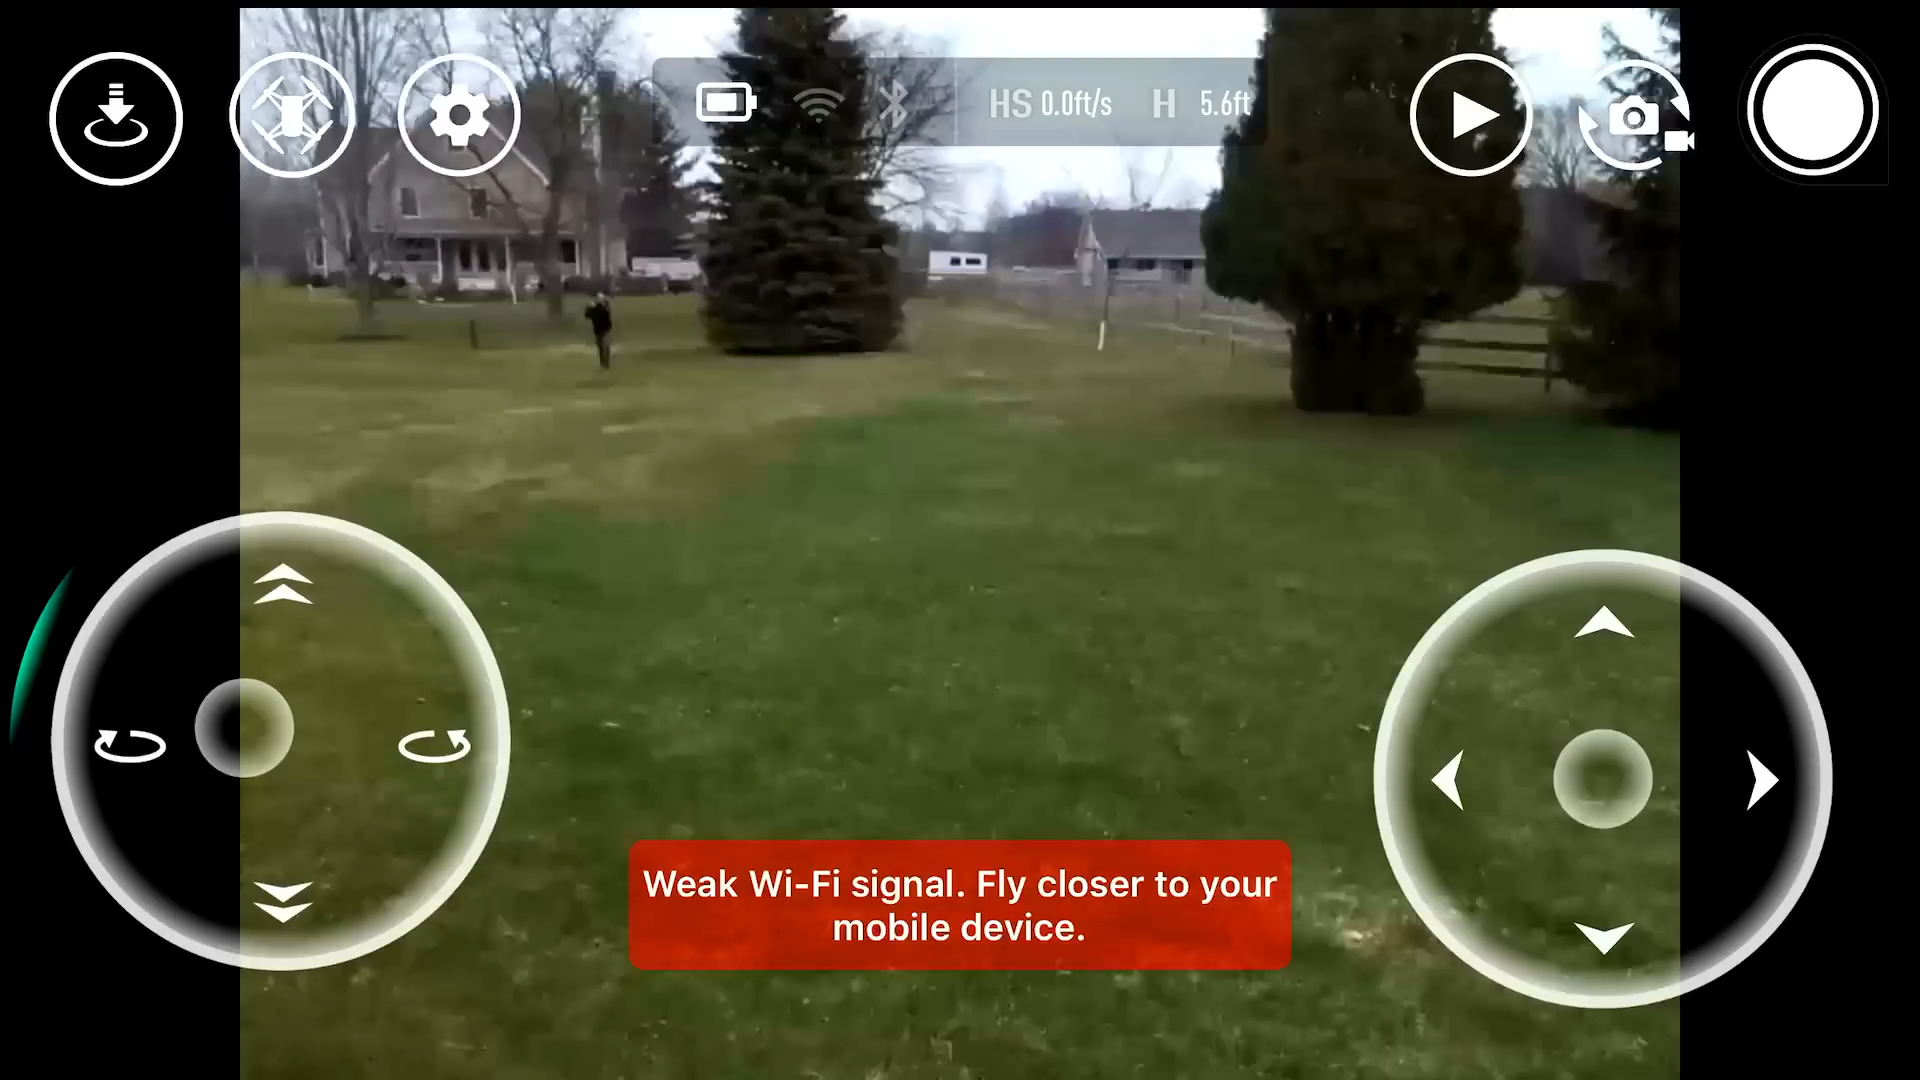 HS 0.0ft/s H 5.6ft
Weak Wi-Fi signal. Fly closer to your
mobile device.